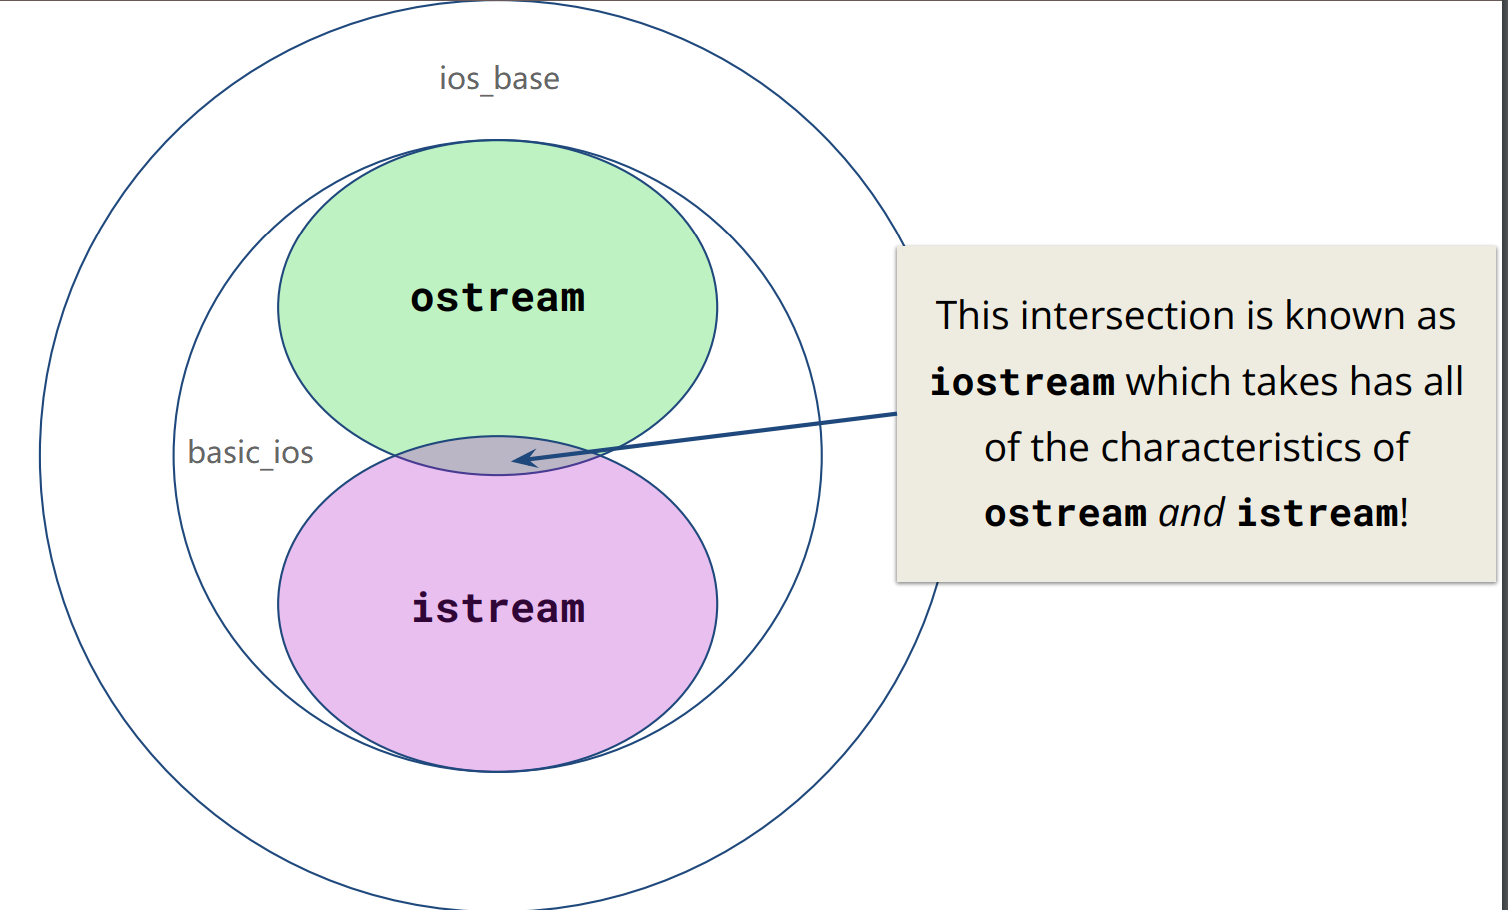 ios_base
ostream
basic_ios
istream
This intersection is known as
iostream which takes has all
of the characteristics of
ostream and istream!